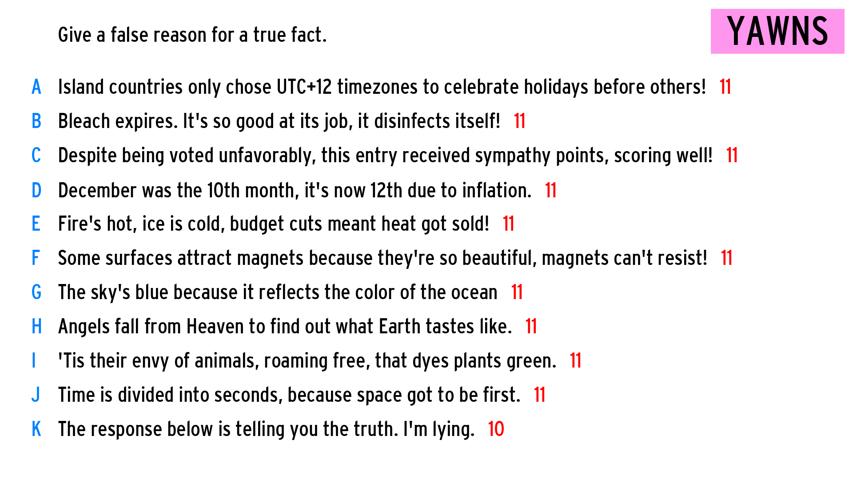 Give a false reason for a true fact.
YAWNS
A Island countries only chose UTC+12 timezones to celebrate holidays before others! 11
B Bleach expires. It's so good at its job, it disinfects itself! 11
C Despite being voted unfavorably, this entry received sympathy points, scoring well! 11
D December was the 10th month, it's now 12th due to inflation. 11
E Fire's hot, ice is cold, budget cuts meant heat got sold! 11
F Some surfaces attract magnets because they're so beautiful, magnets can't resist! 11
G The sky's blue because it reflects the color of the ocean 11
H Angels fall from Heaven to find out what Earth tastes like. 11
I 'Tis their envy of animals, roaming free, that dyes plants green. 11
J Time is divided into seconds, because space got to be first. 11
K The response below is telling you the truth. I'm lying. 10